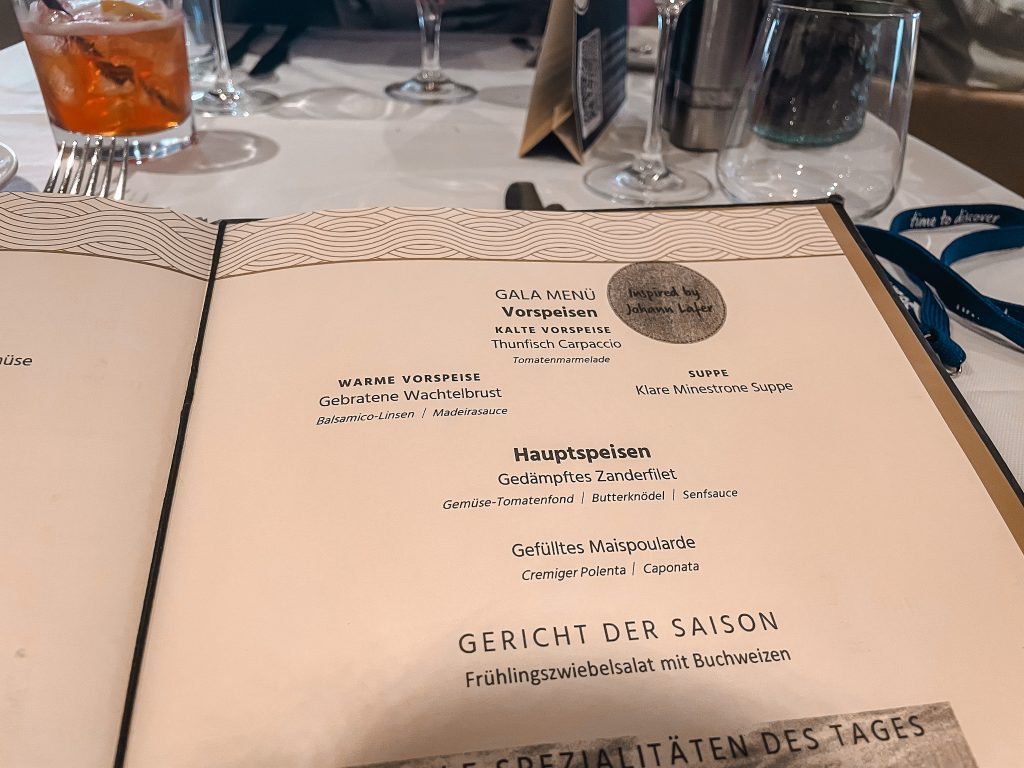 time to discover
müse
GALA MENÜ
Inspired by
Johann Lafer
Vorspeisen
KALTE VORSPEISE
Thunfisch Carpaccio
Tomatenmarmelade
WARME VORSPEISE
Gebratene Wachtelbrust
Balsamico-Linsen | Madeirasauce
SUPPE
Klare Minestrone Suppe
Hauptspeisen
Gedämpftes Zanderfilet
Gemüse-Tomatenfond | Butterknödel | Senfsauce
Gefülltes Maispoularde
Cremiger Polenta | Caponata
GERICHT DER SAISON
Frühlingszwiebelsalat mit Buchweizen
SPEZIALITÄTEN DES TAGES